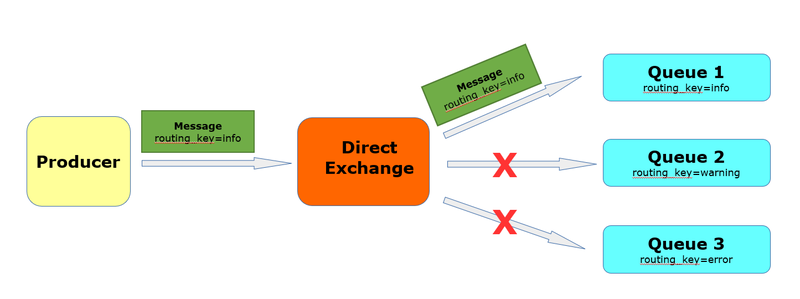 Producer
Message
routing_key=info
Direct
Exchange
Message
routing_key=info
X
X
Queue 1
routing_key=info
Queue 2
routing_key=warning
Queue 3
routing_key=error